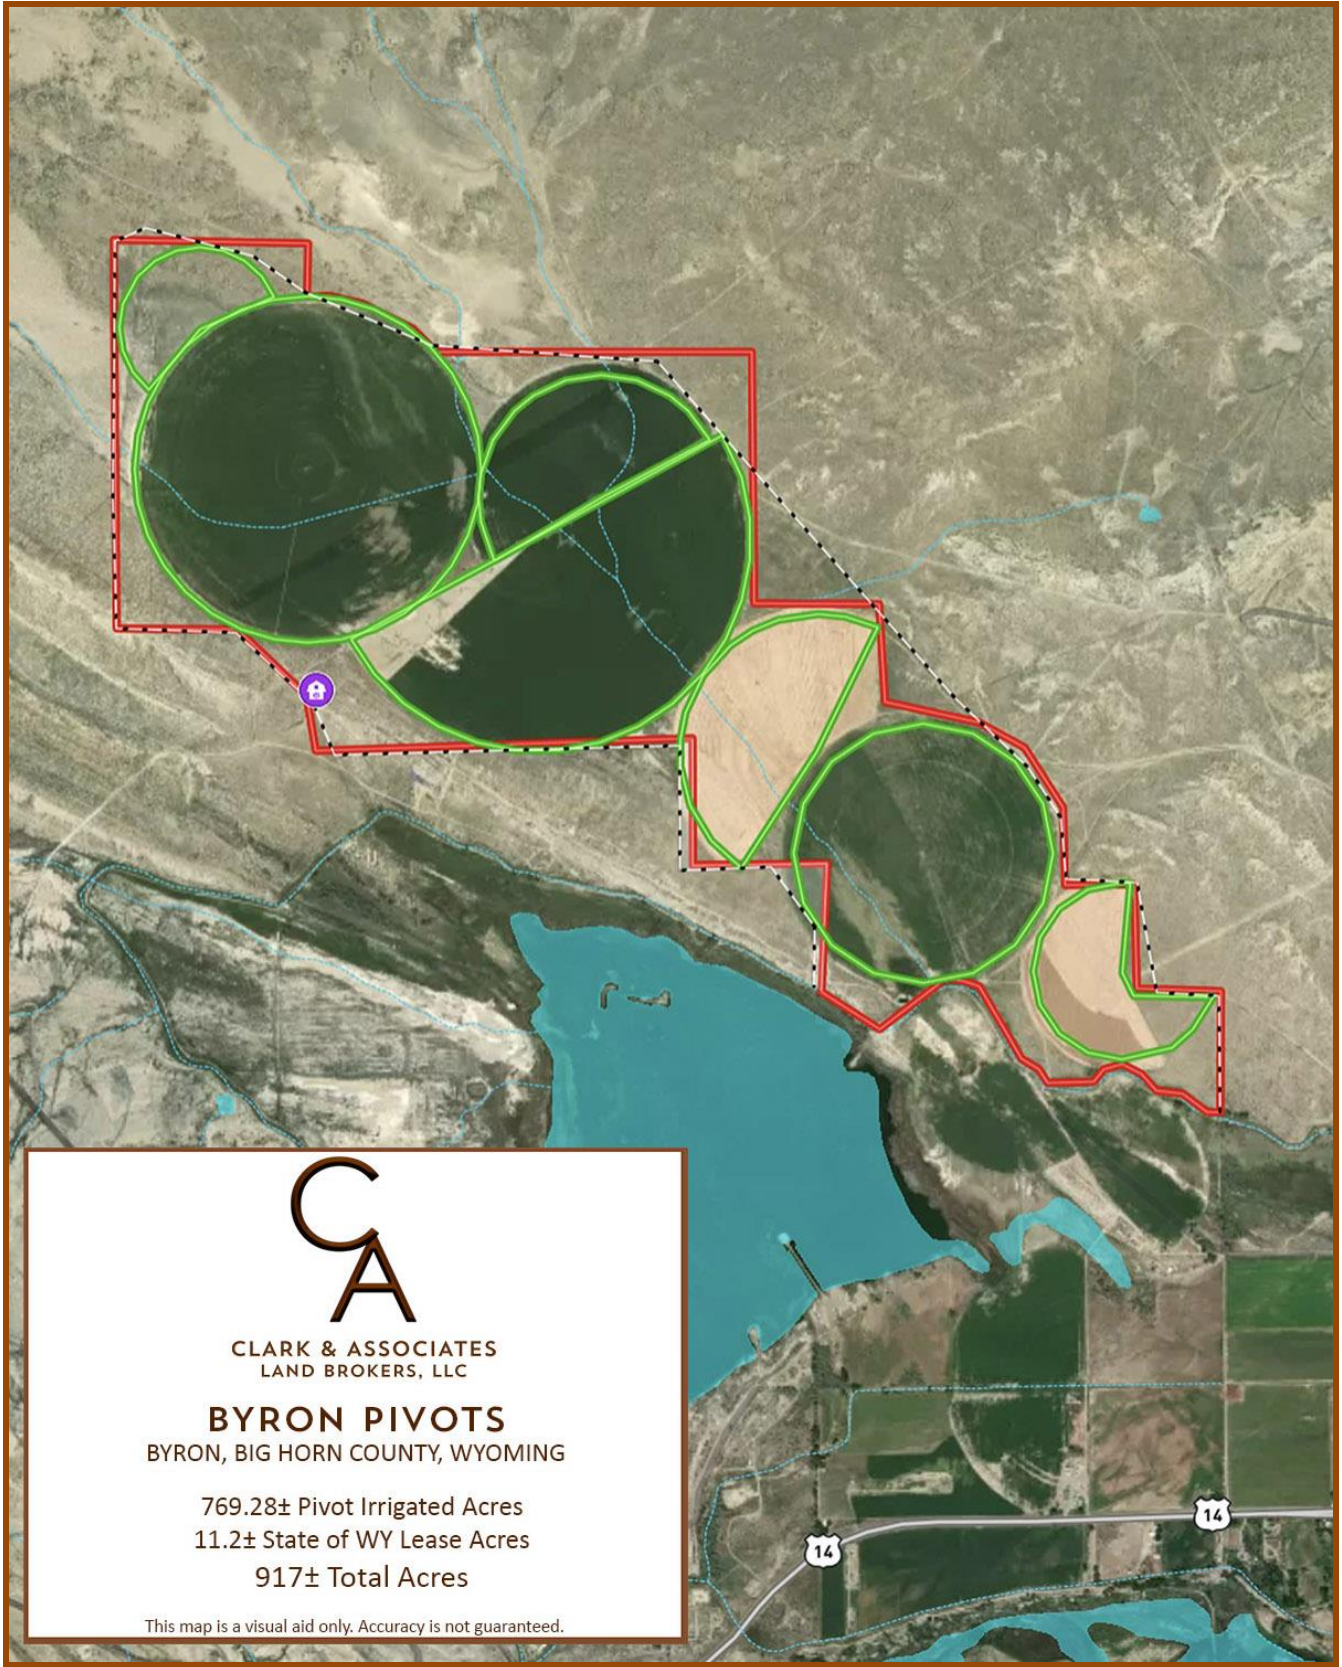 CA
CLARK & ASSOCIATES
LAND BROKERS, LLC
BYRON PIVOTS
BYRON, BIG HORN COUNTY, WYOMING
769.28± Pivot Irrigated Acres
11.2± State of WY Lease Acres
917± Total Acres
This map is a visual aid only. Accuracy is not guaranteed.
14
14